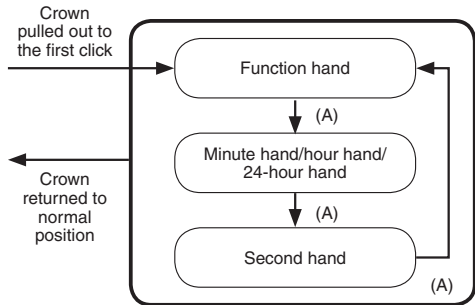 Crown
pulled out to
the first click
Function hand
(A)
Minute hand/hour hand/
24-hour hand
(A)
Crown
returned to
normal
position
Second hand
(A)